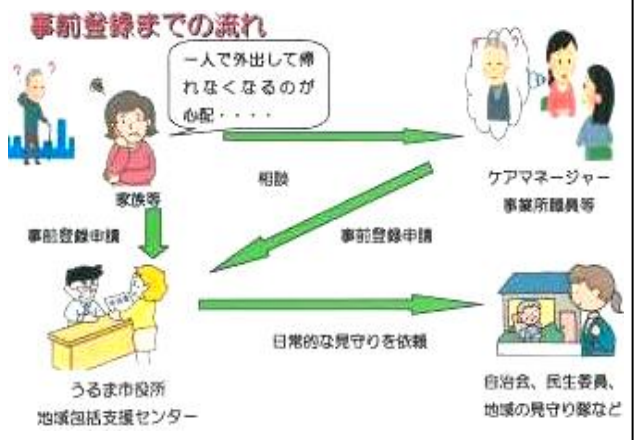 事前登録までの流れ
一人で外出して帰
れなくなるのが
心配・・・・
家族等
相談
ケアマネージャー
事業所職員等
事前登録申請
事前登録申請
うるま市役所
地域包括支援センター
日常的な見守りを依頼
自治会、民生委員、
地域の見守り隊など